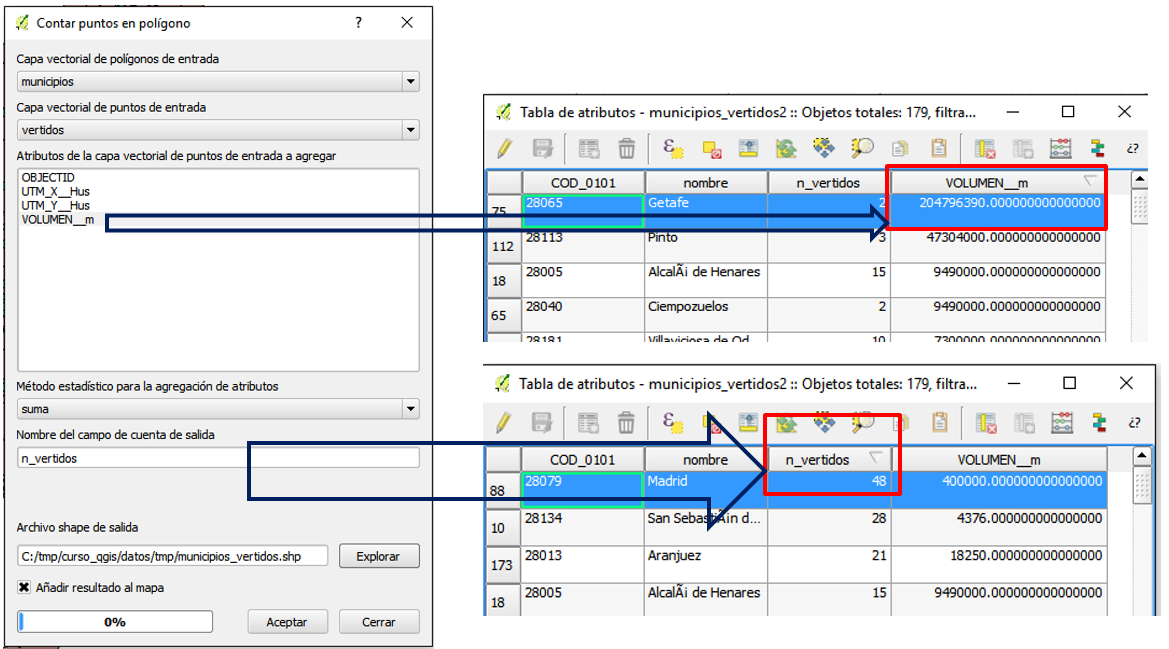 Contar puntos en polígono
?
Capa vectorial de polígonos de entrada
municipios
Capa vectorial de puntos de entrada
vertidos
Atributos de la capa vectorial de puntos de entrada a agregar
OBJECTID
UTM_X__Hus
UTM_Y__Hus
VOLUMEN__m
Método estadístico para la agregación de atributos
suma
Nombre del campo de cuenta de salida
n_vertidos
Archivo shape de salida
C:/tmp/curso_qgis/datos/tmp/municipios_vertidos.shp Explorar
Añadir resultado al mapa
0% Aceptar Cerrar
Tabla de atributos - municipios_vertidos2 :: Objetos totales: 179, filtra...
COD_0101 nombre n_vertidos VOLUMEN__m
75 28065 Getafe 2 204796390.000000000000000
112 28113 Pinto 3 47304000.000000000000000
18 28005 AlcalÃ¡ de Henares 15 9490000.000000000000000
65 28040 Ciempozuelos 2 9490000.000000000000000
28181 Villaviciosa de Od... 10 7300000.000000000000000
Tabla de atributos - municipios_vertidos2 :: Objetos totales: 179, filtra...
COD_0101 nombre n_vertidos VOLUMEN__m
88 28079 Madrid 48 400000.000000000000000
10 28134 San SebastiÃ¡n d... 28 4376.000000000000000
173 28013 Aranjuez 21 18250.000000000000000
18 28005 AlcalÃ¡ de Henares 15 9490000.000000000000000